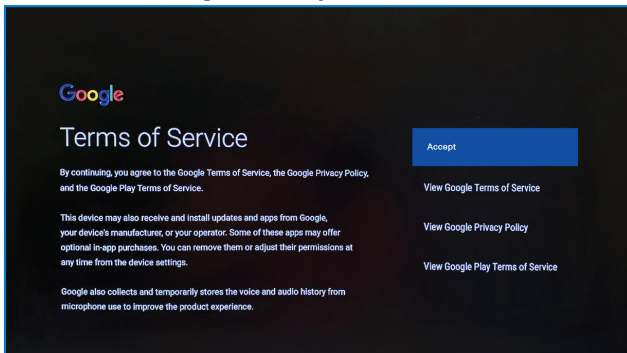 Google
Terms of Service
By continuing, you agree to the Google Terms of Service, the Google Privacy Policy,
and the Google Play Terms of Service.
This device may also receive and install updates and apps from Google,
your device's manufacturer, or your operator. Some of these apps may offer
optional in-app purchases. You can remove them or adjust their permissions at
any time from the device settings.
Google also collects and temporarily stores the voice and audio history from
microphone use to improve the product experience.
Accept
View Google Terms of Service
View Google Privacy Policy
View Google Play Terms of Service